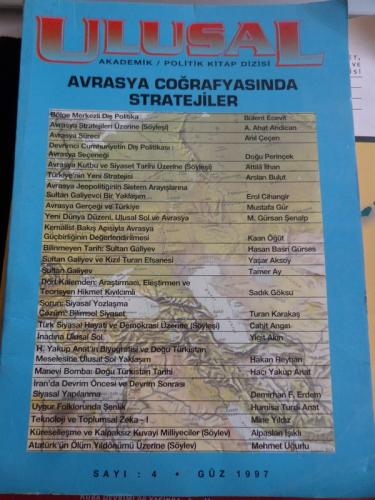 ULUSAL
AKADEMİK / POLİTİK KİTAP DİZİSİ
AVRASYA COĞRAFYASINDA
STRATEJİLER
Bölge Merkezli Dış Politika Bülent Ecevit
Avrasya Stratejileri Üzerine (Söyleşi) A. Ahat Andican
Avrasya Süreci Anıl Çeçen
Devrimci Cumhuriyetin Dış Politikası:
Avrasya Seçeneği Doğu Perinçek
Avrasya Kutbu ve Siyaset Tarihi Üzerine (Söyleşi) Attilâ İlhan
Türkiye'nin Yeni Stratejisi Arslan Bulut
Avrasya Jeopolitiğinin Sistem Arayışlarına
Sultan Galiyevci Bir Yaklaşım Erol Cihangir
Avrasya Gerçeği ve Türkiye Mustafa Gür
Yeni Dünya Düzeni, Ulusal Sol ve Avrasya M. Gürsan Şenalp
Kemalist Bakış Açısıyla Avrasya
Güçbirliğinin Değerlendirilmesi Kaan Öğüt
Bilinmeyen Tarih: Sultan Galiyev Hasan Basri Gürses
Sultan Galiyev ve Kızıl Turan Efsanesi Yaşar Aksoy
Sultan Galiyev Tamer Ay
Dört Kalemden; Araştırmacı, Eleştirmen ve
Teorisyen Hikmet Kıvılcımlı Sadık Göksu
Sorun: Siyasal Yozlaşma
Çözüm: Bilimsel Siyaset Turan Karakaş
Türk Siyasal Hayatı ve Demokrasi Üzerine (Söyleşi) Cahit Angın
İnadına Ulusal Sol Yiğit Akın
H. Yakup Anat'ın Biyografisi ve Doğu Türkistan
Meselesine Ulusal Sol Yaklaşım Hakan Reyhan
Manevi Bomba: Doğu Türkistan Tarihi Hacı Yakup Anat
İran'da Devrim Öncesi ve Devrim Sonrası
Siyasal Yapılanma Demirhan F. Erdem
Uygur Folklorunda Şenlik Humisa Turdi Anat
Teknoloji ve Toplumsal Zeka - I Mine Yıldız
Küreselleşme ve Kalpaksız Kuvayi Milliyeciler (Söylev) Alpaslan Işıklı
Atatürk'ün Ölüm Yıldönümü Üzerine (Söylev) Mehmet Uğurlu
SAYI : 4 • GÜZ 1997